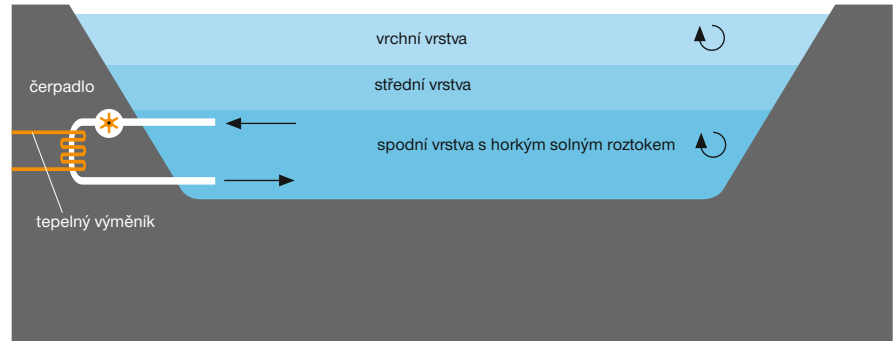 vrchní vrstva
střední vrstva
čerpadlo
spodní vrstva s horkým solným roztokem
tepelný výměník